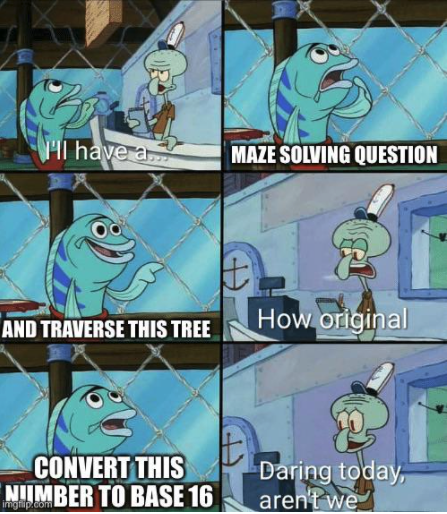 I'll have a...
MAZE SOLVING QUESTION
AND TRAVERSE THIS TREE
How original
CONVERT THIS
NUMBER TO BASE 16
Daring today,
aren't we
imgflip.com